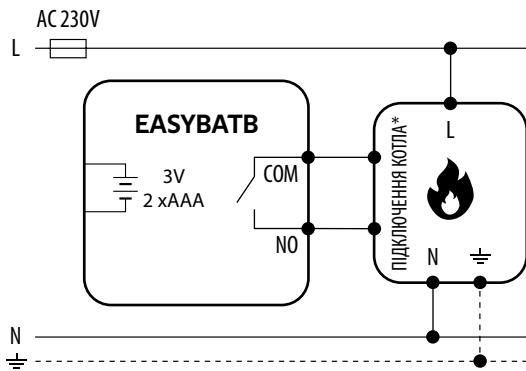 AC 230V
L
EASYBATB
3V
2 xAAA
COM
NO
ПІДКЛЮЧЕННЯ КОТЛА*
L
N
N